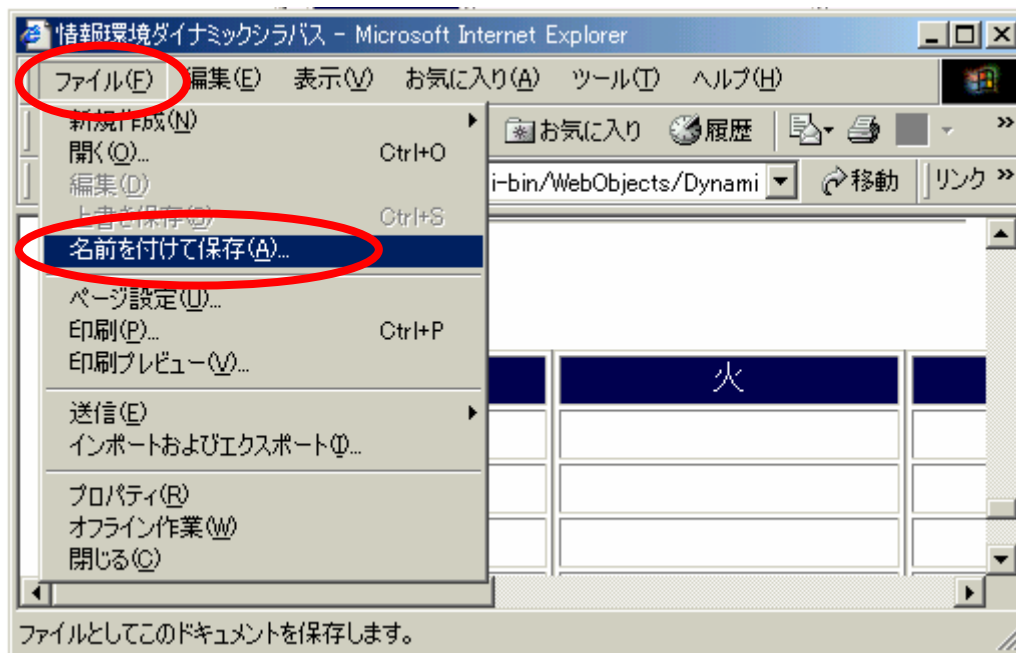 情報環境ダイナミックシラバス - Microsoft Internet Explorer
ファイル(F) 編集(E) 表示(V) お気に入り(A) ツール(T) ヘルプ(H)
お気に入り 履歴
i-bin/WebObjects/Dynami 移動 リンク
新規作成(N)
開く(O)... Ctrl+O
編集(D)
上書き保存(S) Ctrl+S
名前を付けて保存(A)...
ページ設定(U)...
印刷(P)... Ctrl+P
印刷プレビュー(V)...
送信(E)
インポートおよびエクスポート(I)...
プロパティ(R)
オフライン作業(W)
閉じる(C)
火
ファイルとしてこのドキュメントを保存します。